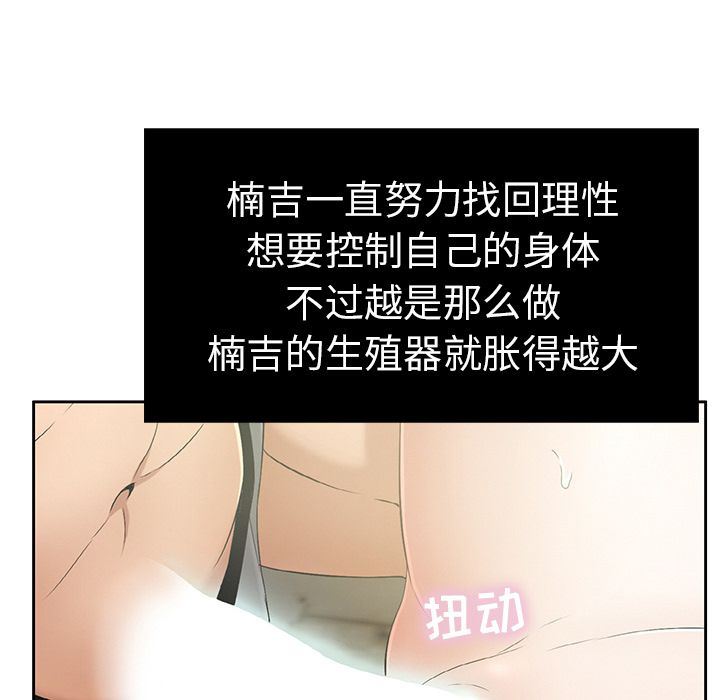 楠吉一直努力找回理性
想要控制自己的身体
不过越是那么做
楠吉的生殖器就胀得越大
扭动